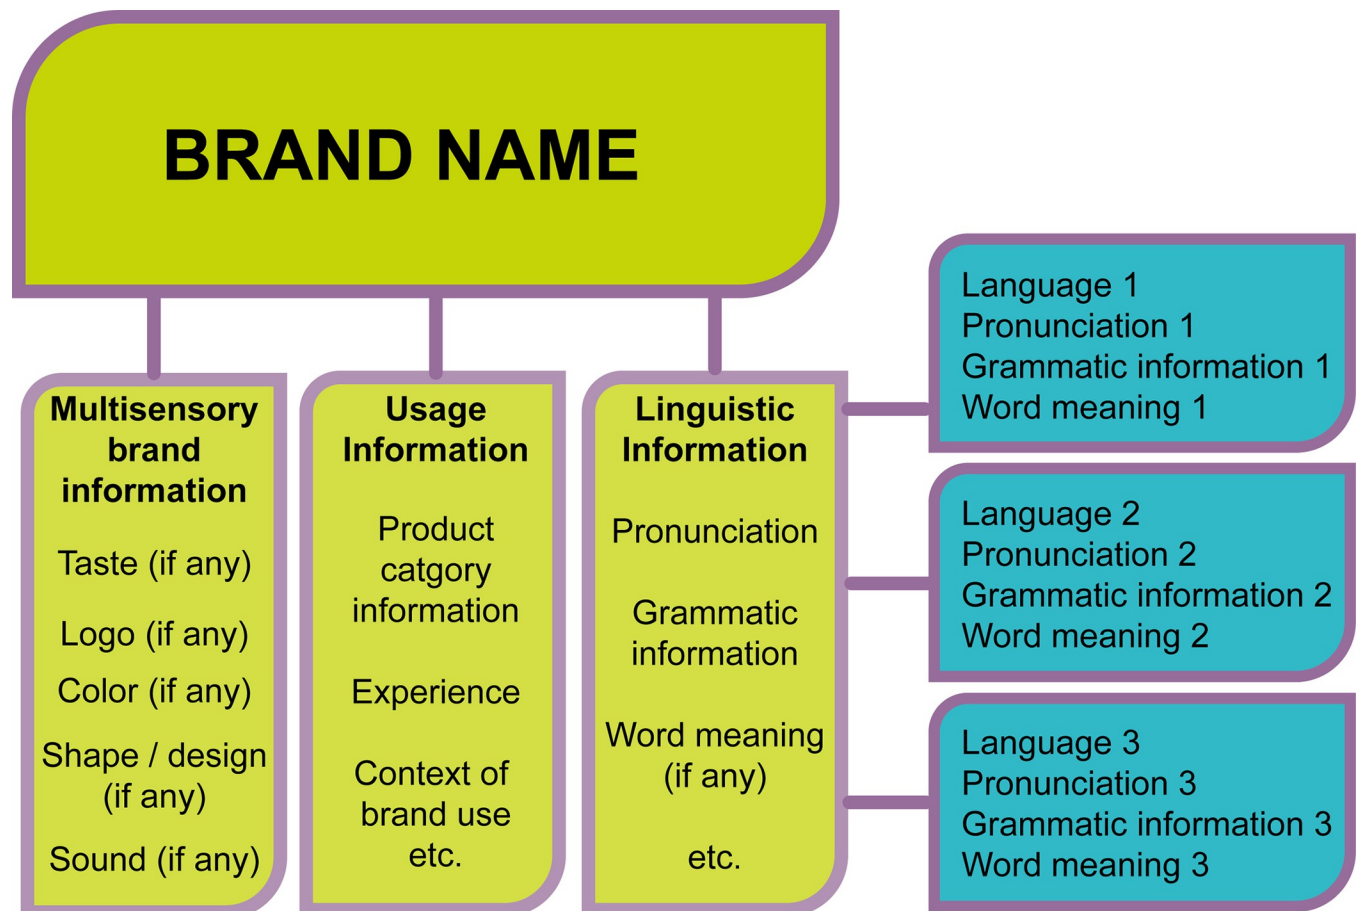 BRAND NAME
Multisensory
brand
information
Taste (if any)
Logo (if any)
Color (if any)
Shape / design
(if any)
Sound (if any)
Usage
Information
Product
catgory
information
Experience
Context of
brand use
etc.
Linguistic
Information
Pronunciation
Grammatic
information
Word meaning
(if any)
etc.
Language 1
Pronunciation 1
Grammatic information 1
Word meaning 1
Language 2
Pronunciation 2
Grammatic information 2
Word meaning 2
Language 3
Pronunciation 3
Grammatic information 3
Word meaning 3